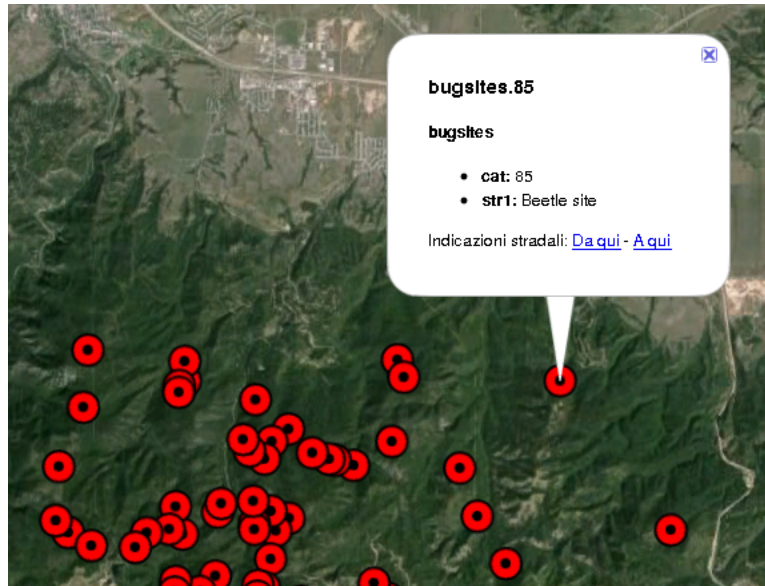 bugsites.85
bugsites
cat: 85
str1: Beetle site
Indicazioni stradali: Da qui - A qui